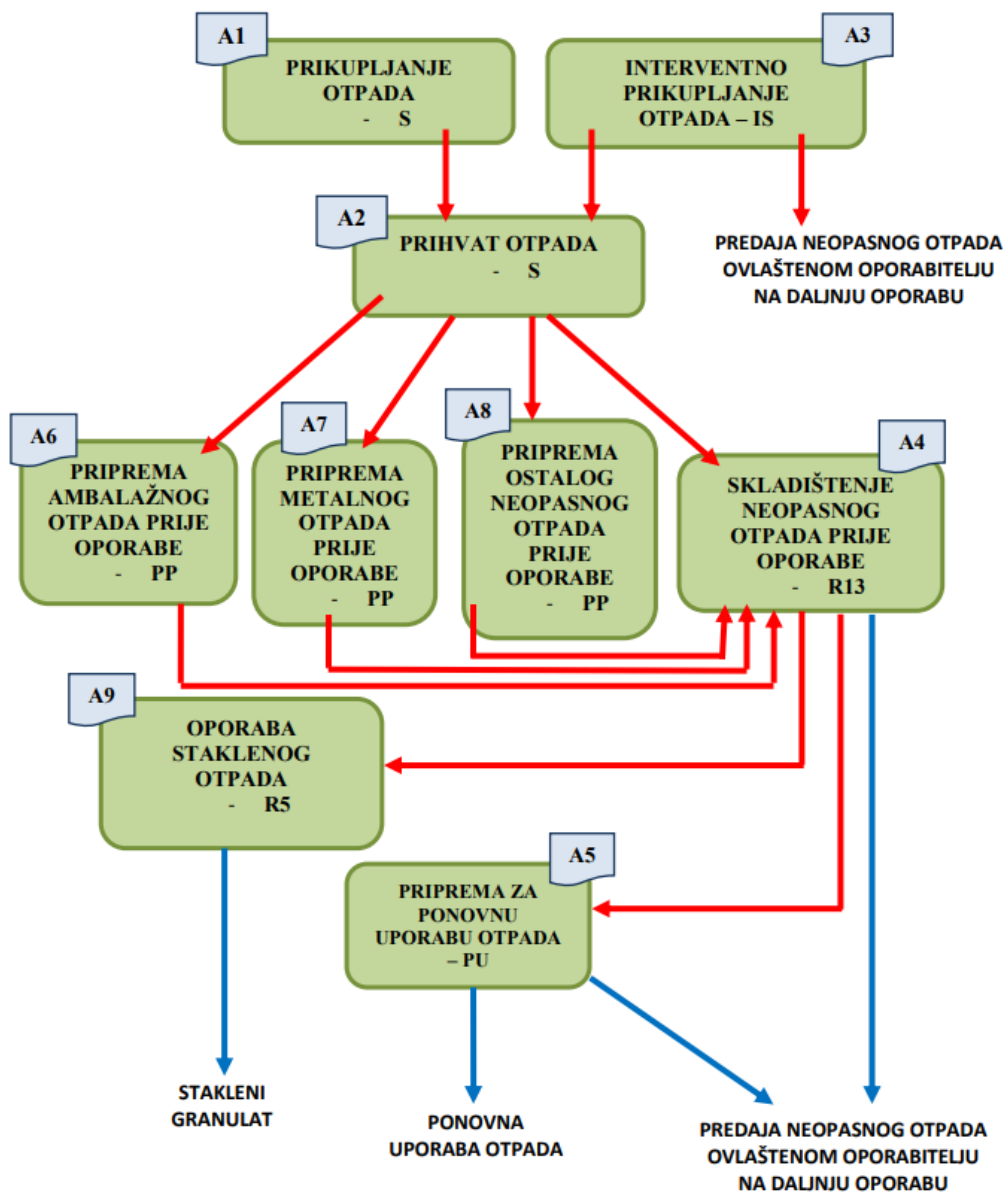 A1
PRIKUPLJANJE
OTPADA
- S
A3
INTERVENTNO
PRIKUPLJANJE
OTPADA – IS
A2
PRIHVAT OTPADA
- S
PREDAJA NEOPASNOG OTPADA
OVLAŠTENOM OPORABITELJU
NA DALJNJU OPORABU
A6
PRIPREMA
AMBALAŽNOG
OTPADA PRIJE
OPORABE
- PP
A7
PRIPREMA
METALNOG
OTPADA
PRIJE
OPORABE
- PP
A8
PRIPREMA
OSTALOG
NEOPASNOG
OTPADA
PRIJE
OPORABE
- PP
A4
SKLADIŠTENJE
NEOPASNOG
OTPADA PRIJE
OPORABE
- R13
A9
OPORABA
STAKLENOG
OTPADA
- R5
A5
PRIPREMA ZA
PONOVNU
UPORABU OTPADA
– PU
STAKLENI
GRANULAT
PONOVNA
UPORABA OTPADA
PREDAJA NEOPASNOG OTPADA
OVLAŠTENOM OPORABITELJU
NA DALJNJU OPORABU